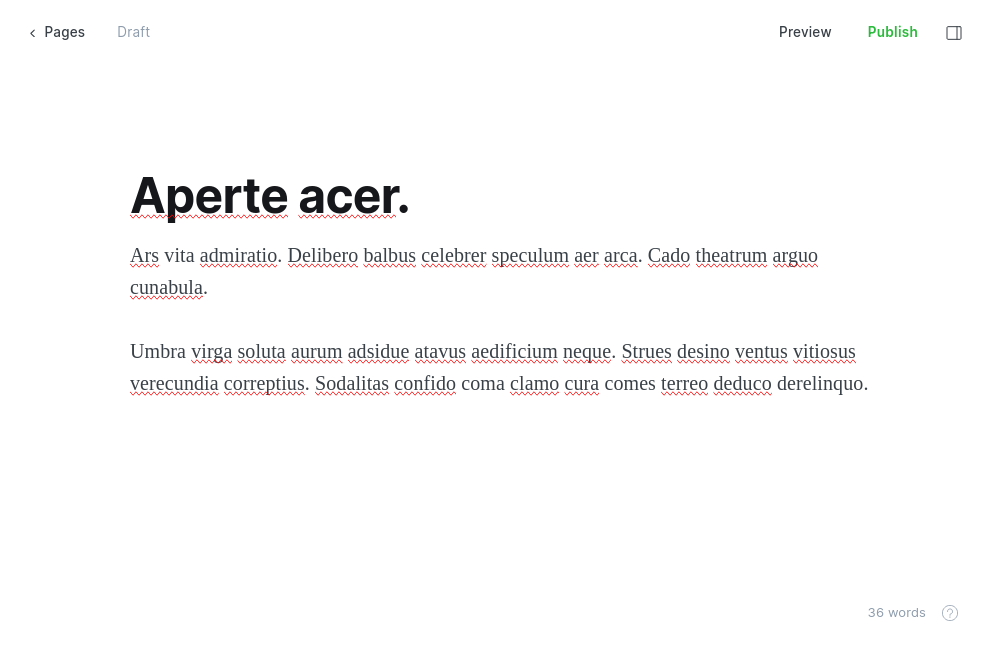 Pages
Draft
Preview
Publish
Aperte acer.
Ars vita admiratio. Delibero balbus celebrer speculum aer arca. Cado theatrum arguo
cunabula.
Umbra virga soluta aurum adsidue atavus aedificium neque. Strues desino ventus vitiosus
verecundia correptius. Sodalitas confido coma clamo cura comes terreo deduco derelinquo.
36 words